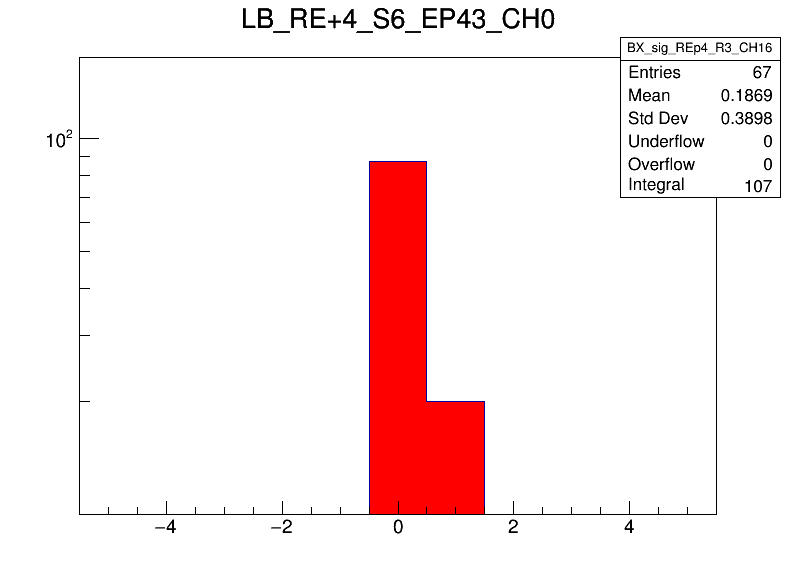 LB_RE+4_S6_EP43_CH0
BX_sig_REp4_R3_CH16
Entries 67
Mean 0.1869
Std Dev 0.3898
Underflow 0
Overflow 0
Integral 107
10²
−4 −2 0 2 4